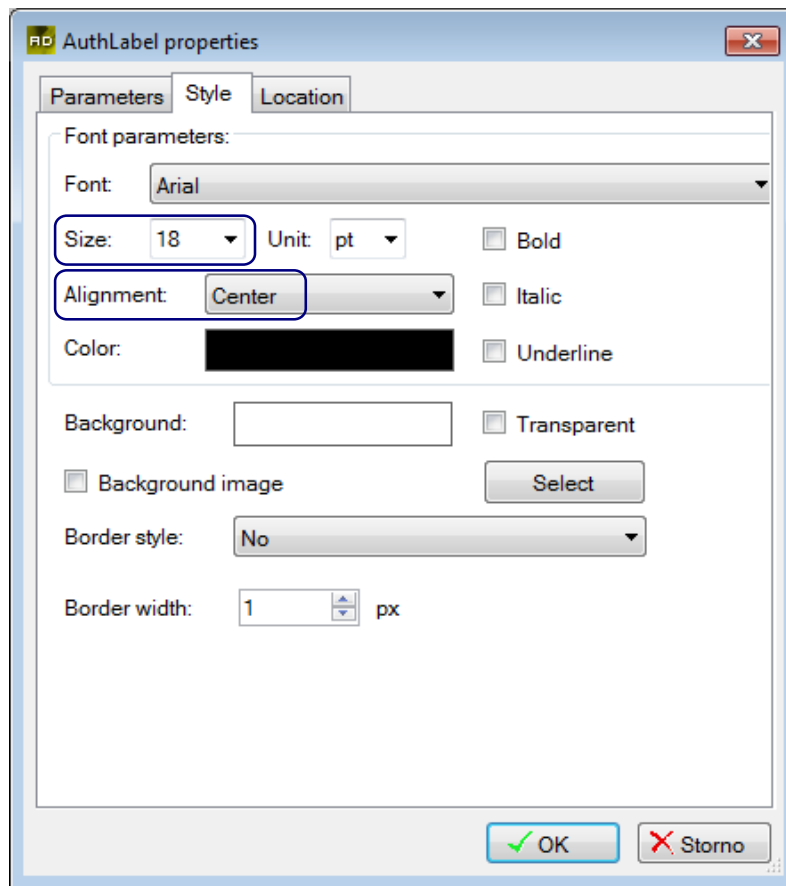 AD AuthLabel properties
Parameters Style Location
Font parameters:
Font: Arial
Size: 18 Unit: pt Bold
Alignment: Center Italic
Color: Underline
Background: Transparent
Background image Select
Border style: No
Border width: 1 px
OK Storno